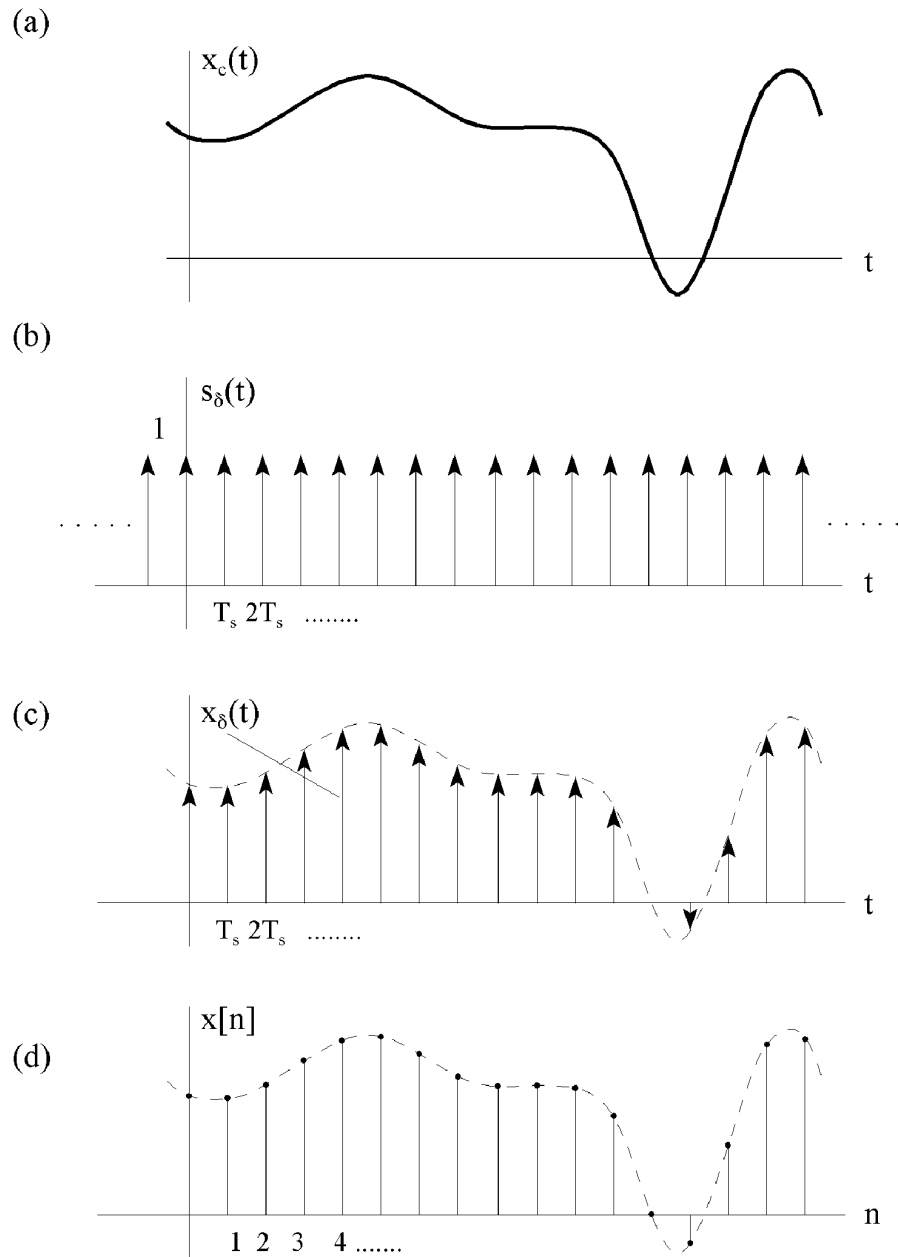 (a)
x_c(t)
t
(b)
s_δ(t)
1
. . . . . . . . . .
t
T_s 2T_s ........
(c)
x_δ(t)
t
T_s 2T_s ........
x[n]
(d)
n
1 2 3 4 .......